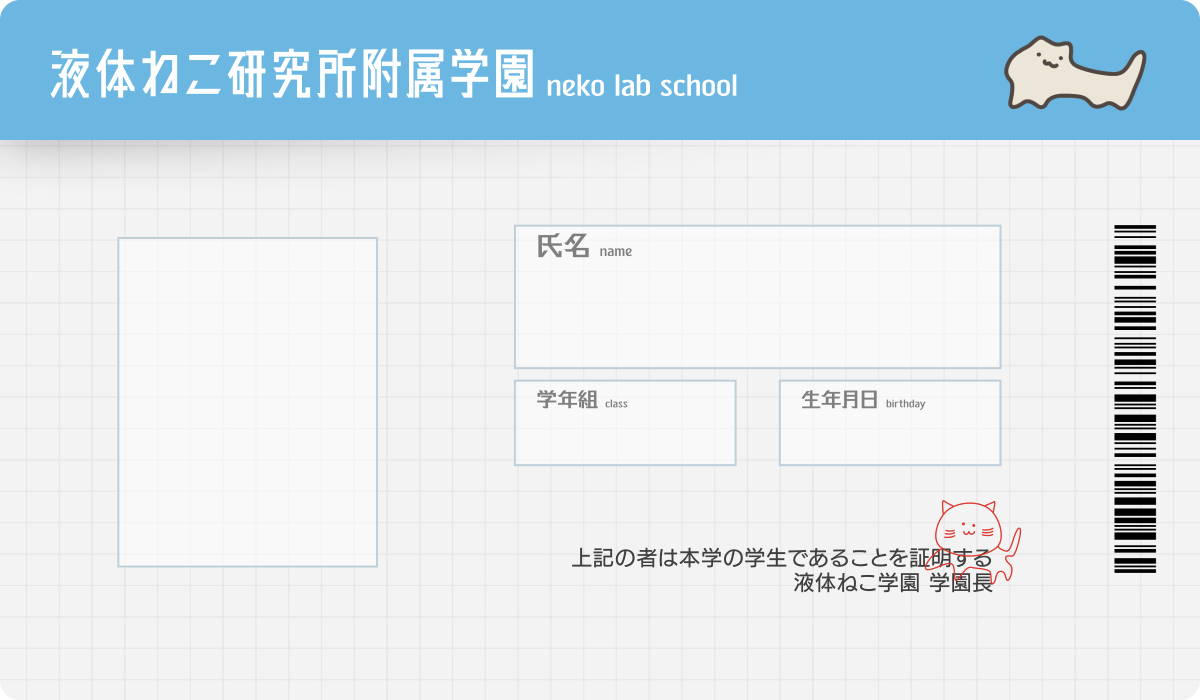 液体ねこ研究所附属学園 neko lab school
氏名 name
学年組 class
生年月日 birthday
上記の者は本学の学生であることを証明する
液体ねこ学園 学園長